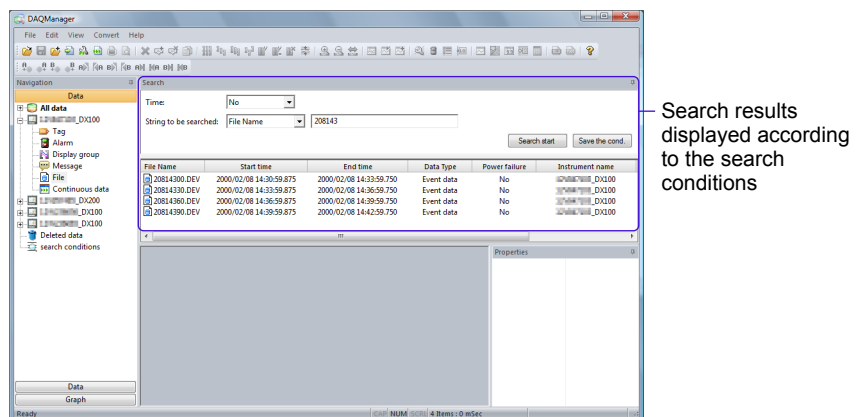 DAQManager
File Edit View Convert Help
Navigation
Search
Data
All data
_DX100
Tag
Alarm
Display group
Message
File
Continuous data
_DX200
_DX100
_DX100
Deleted data
search conditions
Time: No
String to be searched: File Name 208143
Search start Save the cond.
File Name Start time End time Data Type Power failure Instrument name
20814300.DEV 2000/02/08 14:30:59.875 2000/02/08 14:33:59.750 Event data No _DX100
20814330.DEV 2000/02/08 14:33:59.875 2000/02/08 14:36:59.750 Event data No _DX100
20814360.DEV 2000/02/08 14:36:59.875 2000/02/08 14:39:59.750 Event data No _DX100
20814390.DEV 2000/02/08 14:39:59.875 2000/02/08 14:42:59.750 Event data No _DX100
Properties
Data
Graph
Ready
CAP NUM SCRL 4 Items : 0 mSec
Search results
displayed according
to the search
conditions